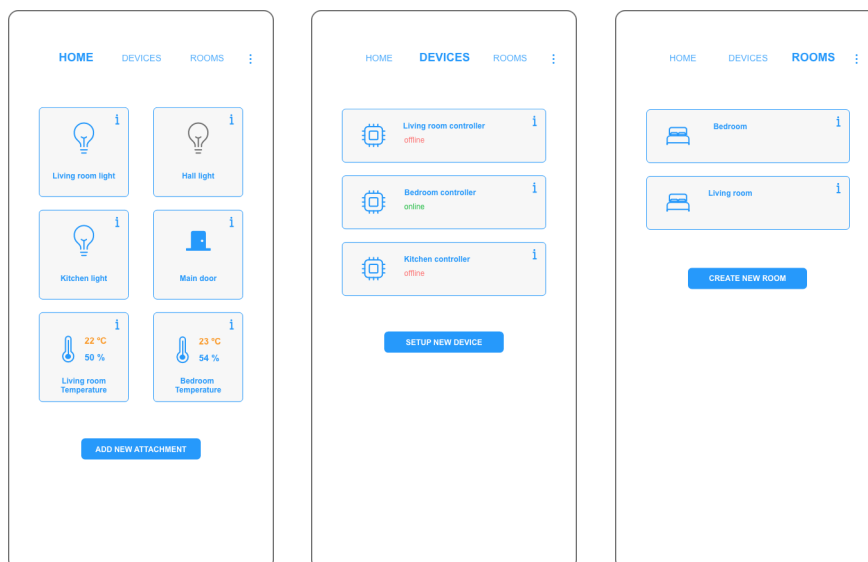 HOME DEVICES ROOMS
i i
Living room light Hall light
i i
Kitchen light Main door
i i
22 °C 23 °C
50 % 54 %
Living room Bedroom
Temperature Temperature
ADD NEW ATTACHMENT
HOME DEVICES ROOMS
Living room controller i
offline
Bedroom controller i
online
Kitchen controller i
offline
SETUP NEW DEVICE
HOME DEVICES ROOMS
Bedroom i
Living room i
CREATE NEW ROOM